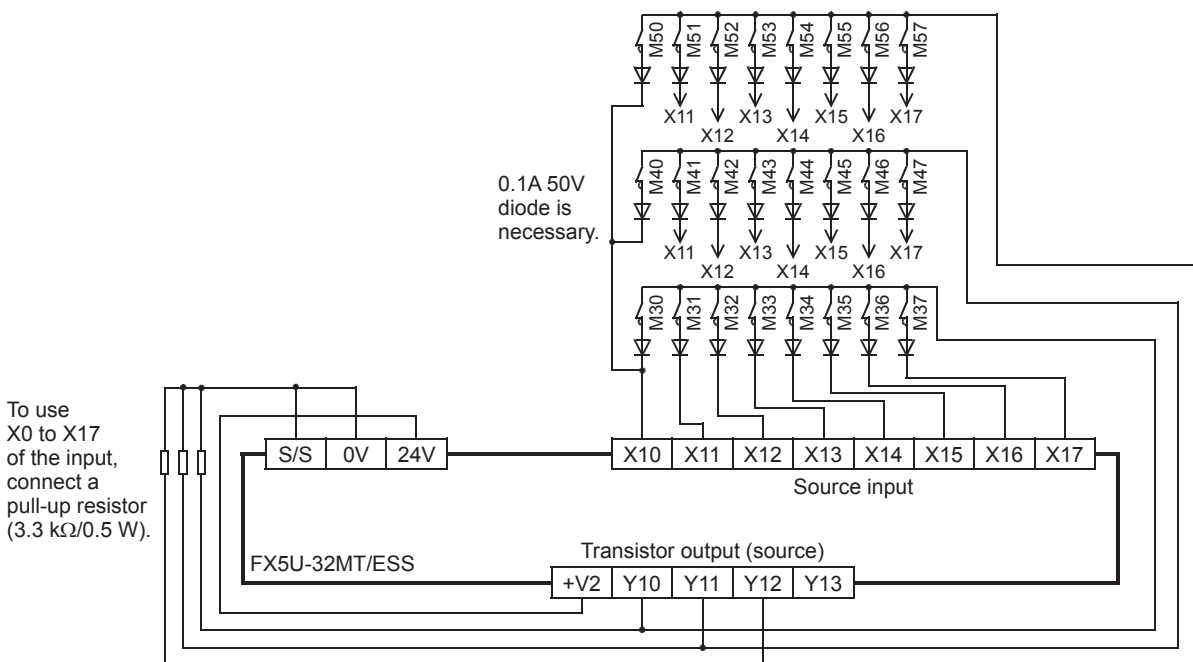 M50 M51 M52 M53 M54 M55 M56 M57
X11 X13 X15 X17
X12 X14 X16
M40 M41 M42 M43 M44 M45 M46 M47
0.1A 50V
diode is
necessary.
X11 X13 X15 X17
X12 X14 X16
M30 M31 M32 M33 M34 M35 M36 M37
To use
X0 to X17
of the input,
connect a
pull-up resistor
(3.3 kΩ/0.5 W).
S/S 0V 24V
X10 X11 X12 X13 X14 X15 X16 X17
Source input
FX5U-32MT/ESS
Transistor output (source)
+V2 Y10 Y11 Y12 Y13